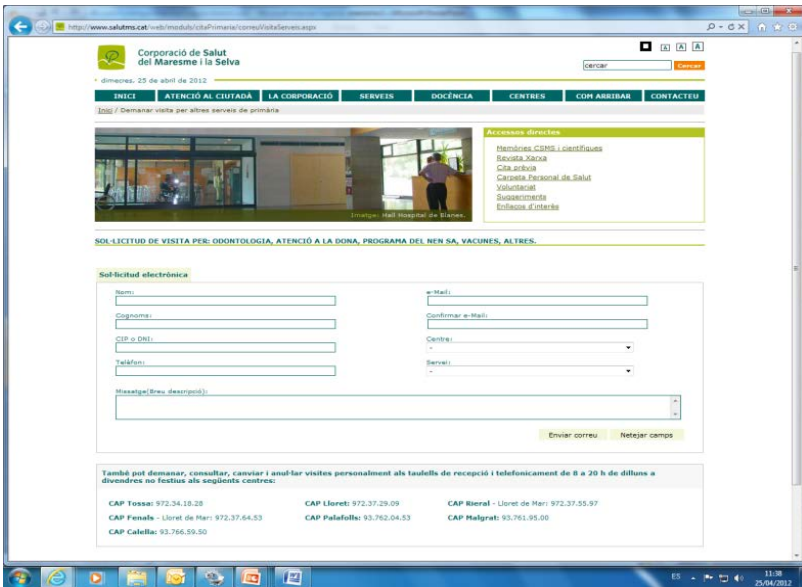 http://www.salutms.cat/web/moduls/citaPrimaria/correuVisitaServeis.aspx
Corporació de Salut
del Maresme i la Selva
A A A
cercar Cercar
dimecres, 25 de abril de 2012
INICI ATENCIÓ AL CIUTADÀ LA CORPORACIÓ SERVEIS DOCÈNCIA CENTRES COM ARRIBAR CONTACTEU
Inici / Demanar visita per altres serveis de primària
Accessos directes
Memòries CSMS i científiques
Revista Xarxa
Cita prèvia
Carpeta Personal de Salut
Voluntariat
Suggeriments
Enllaços d'interès
Imatge: Hall Hospital de Blanes.
SOL·LICITUD DE VISITA PER: ODONTOLOGIA, ATENCIÓ A LA DONA, PROGRAMA DEL NEN SA, VACUNES, ALTRES.
Sol·licitud electrònica
Nom: e-Mail:
Cognoms: Confirmar e-Mail:
CIP o DNI: Centre:
-
Telèfon: Servei:
-
Missatge(Breu descripció):
Enviar correu Netejar camps
També pot demanar, consultar, canviar i anul·lar visites personalment als taulells de recepció i telefonicament de 8 a 20 h de dilluns a
divendres no festius als següents centres:
CAP Tossa: 972.34.18.28 CAP Lloret: 972.37.29.09 CAP Rieral - Lloret de Mar: 972.37.55.97
CAP Fenals - Lloret de Mar: 972.37.64.53 CAP Palafolls: 93.762.04.53 CAP Malgrat: 93.761.95.00
CAP Calella: 93.766.59.50
ES 11:38
25/04/2012